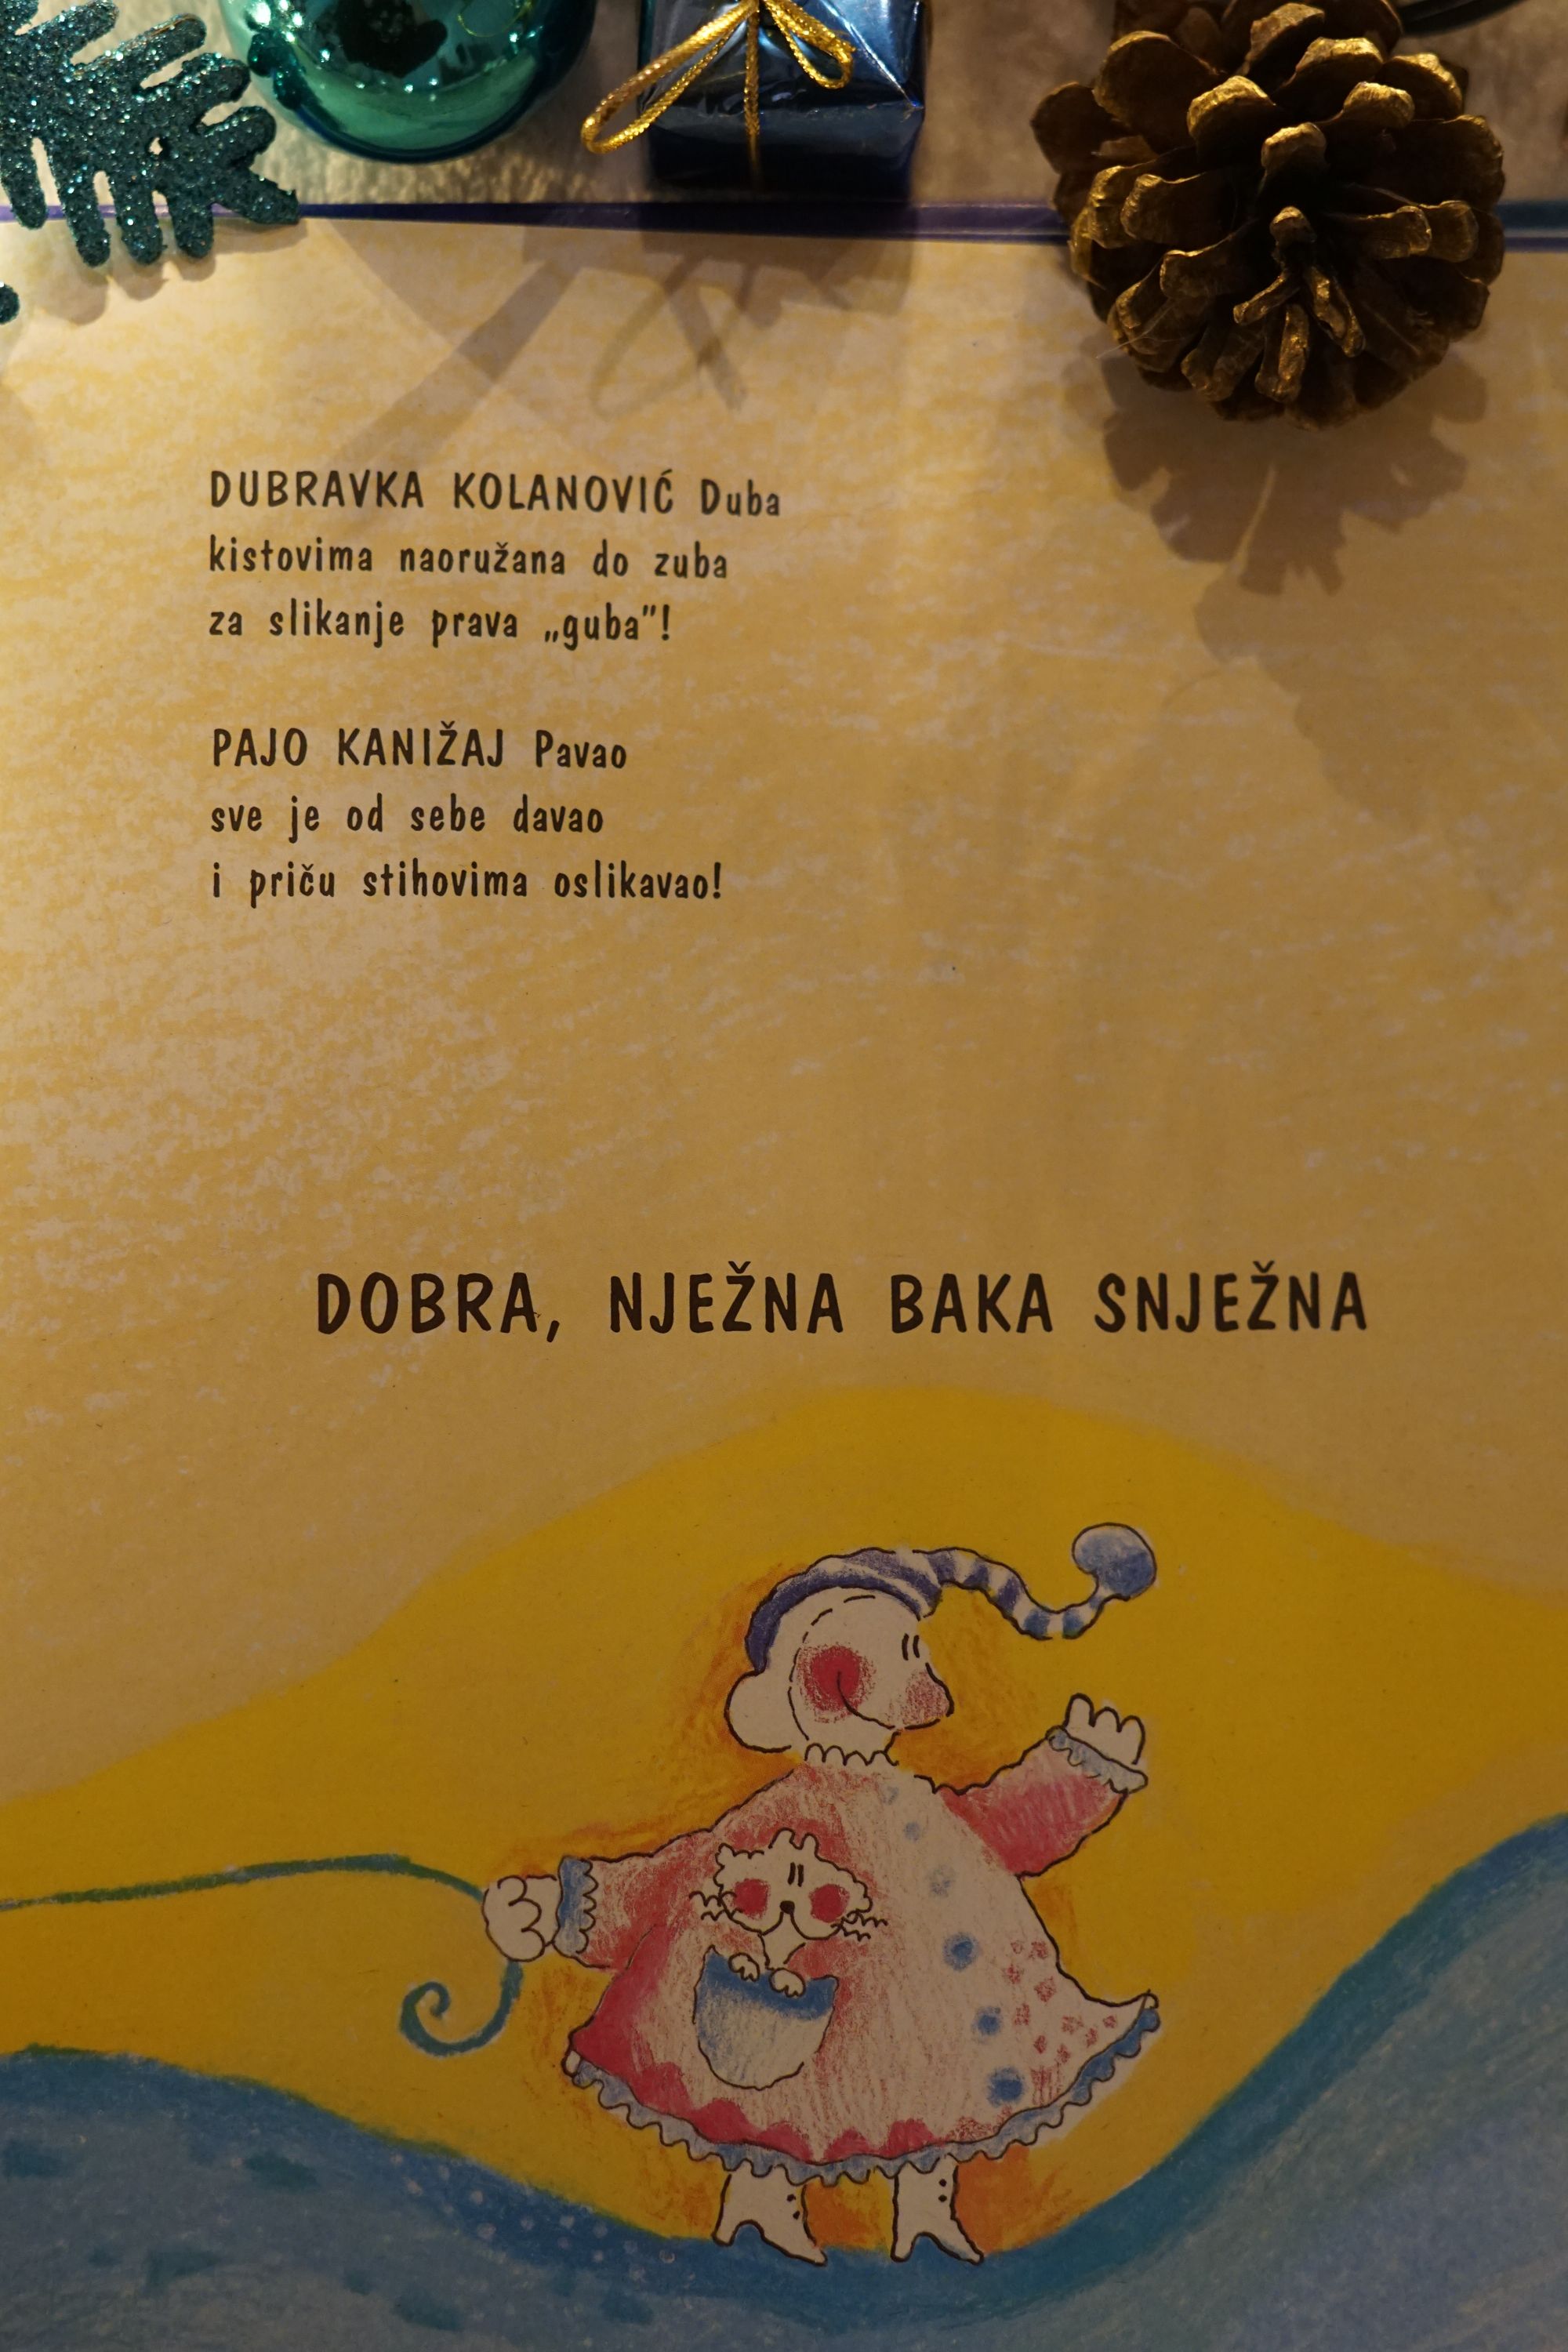 DUBRAVKA KOLANOVIĆ Duba
kistovima naoružana do zuba
za slikanje prava „guba"!
PAJO KANIŽAJ Pavao
sve je od sebe davao
i priču stihovima oslikavao!
DOBRA, NJEŽNA BAKA SNJEŽNA